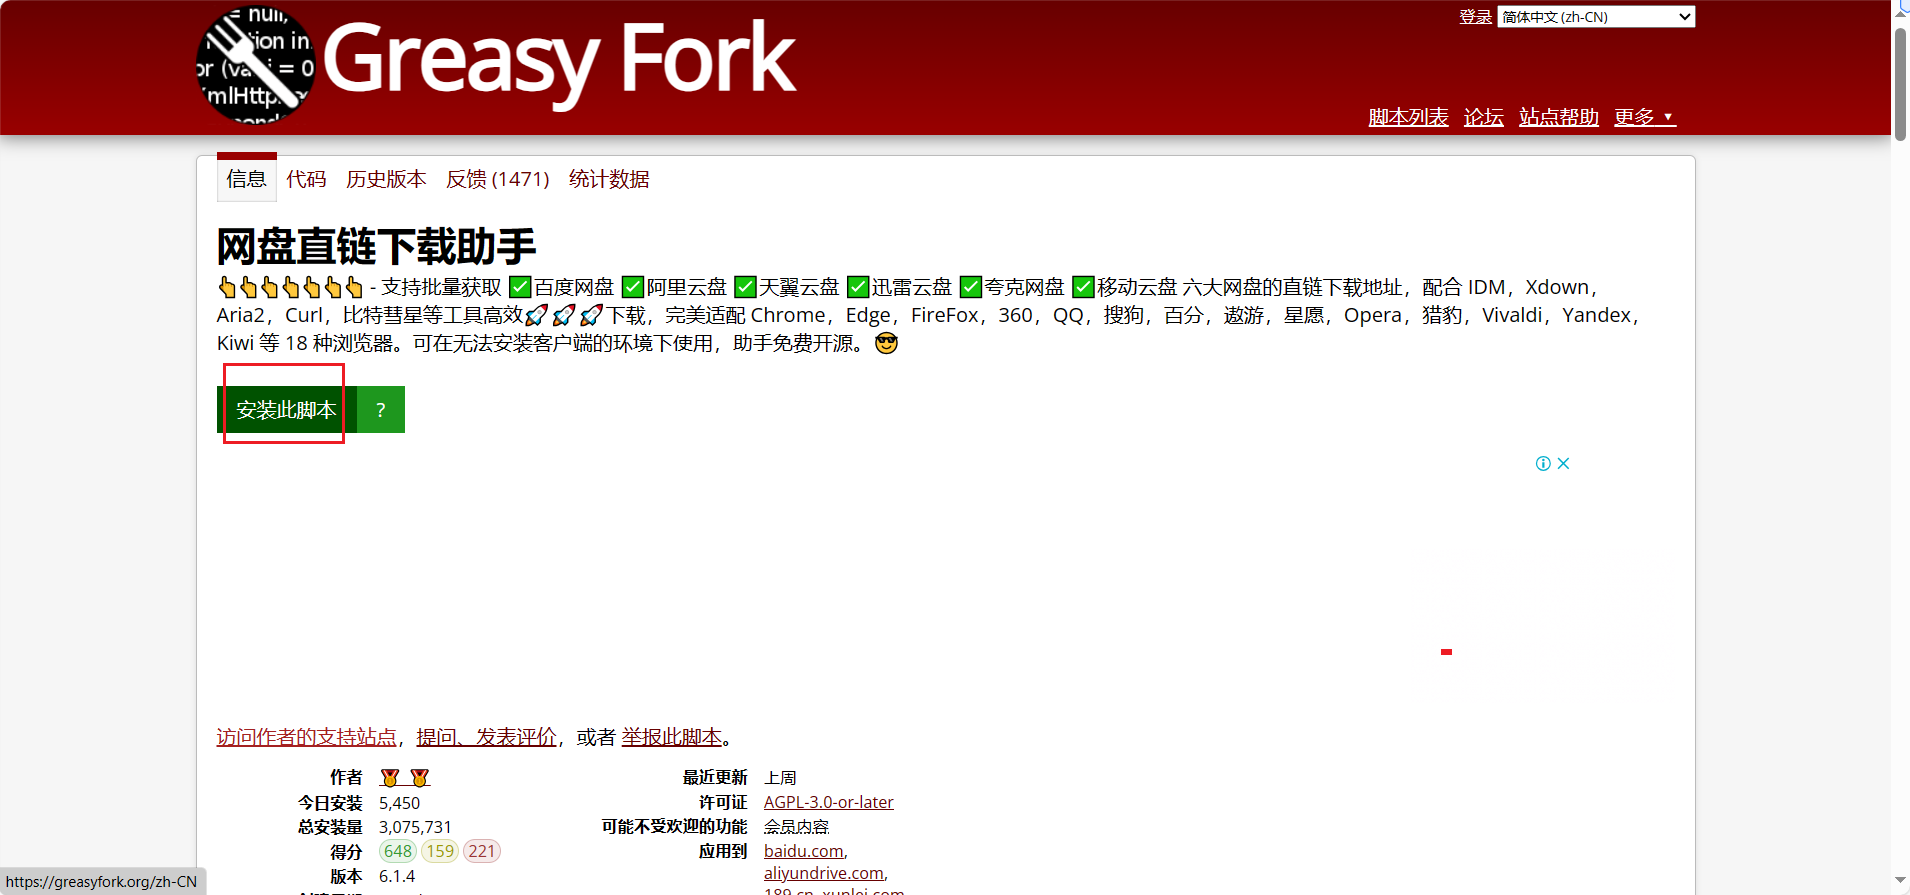 = null,
tion in
or (va i = 0
mlHttp
Greasy Fork
登录 简体中文 (zh-CN)
脚本列表 论坛 站点帮助 更多 ▼
信息 代码 历史版本 反馈 (1471) 统计数据
网盘直链下载助手
👆👆👆👆👆👆👆 - 支持批量获取 ✅百度网盘 ✅阿里云盘 ✅天翼云盘 ✅迅雷云盘 ✅夸克网盘 ✅移动云盘 六大网盘的直链下载地址，配合 IDM，Xdown，
Aria2，Curl，比特彗星等工具高效🚀🚀🚀下载，完美适配 Chrome，Edge，FireFox，360，QQ，搜狗，百分，遨游，星愿，Opera，猎豹，Vivaldi，Yandex，
Kiwi 等 18 种浏览器。可在无法安装客户端的环境下使用，助手免费开源。😎
安装此脚本 ?
访问作者的支持站点，提问、发表评价，或者 举报此脚本。
作者 🏅 🏅
最近更新 上周
今日安装 5,450
许可证 AGPL-3.0-or-later
总安装量 3,075,731
可能不受欢迎的功能 会员内容
得分 648 159 221
应用到 baidu.com,
版本 6.1.4
aliyundrive.com,
189.cn, xunlei.com
https://greasyfork.org/zh-CN